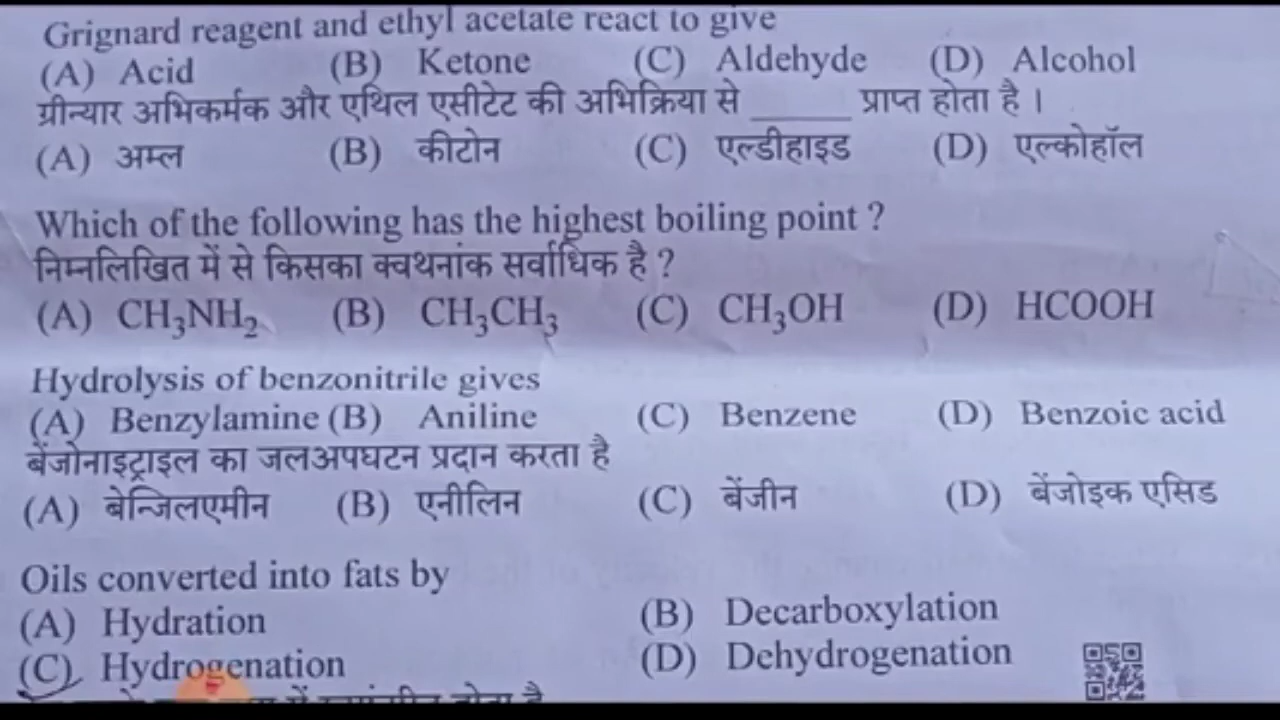 Grignard reagent and ethyl acetate react to give
(A) Acid (B) Ketone (C) Aldehyde (D) Alcohol
ग्रीन्यार अभिकर्मक और एथिल एसीटेट की अभिक्रिया से ______ प्राप्त होता है ।
(A) अम्ल (B) कीटोन (C) एल्डीहाइड (D) एल्कोहॉल
Which of the following has the highest boiling point ?
निम्नलिखित में से किसका क्वथनांक सर्वाधिक है ?
(A) CH₃NH₂ (B) CH₃CH₃ (C) CH₃OH (D) HCOOH
Hydrolysis of benzonitrile gives
(A) Benzylamine (B) Aniline (C) Benzene (D) Benzoic acid
बेंजोनाइट्राइल का जलअपघटन प्रदान करता है
(A) बेन्जिलएमीन (B) एनीलिन (C) बेंजीन (D) बेंजोइक एसिड
Oils converted into fats by
(A) Hydration (B) Decarboxylation
(C) Hydrogenation (D) Dehydrogenation
में होता है